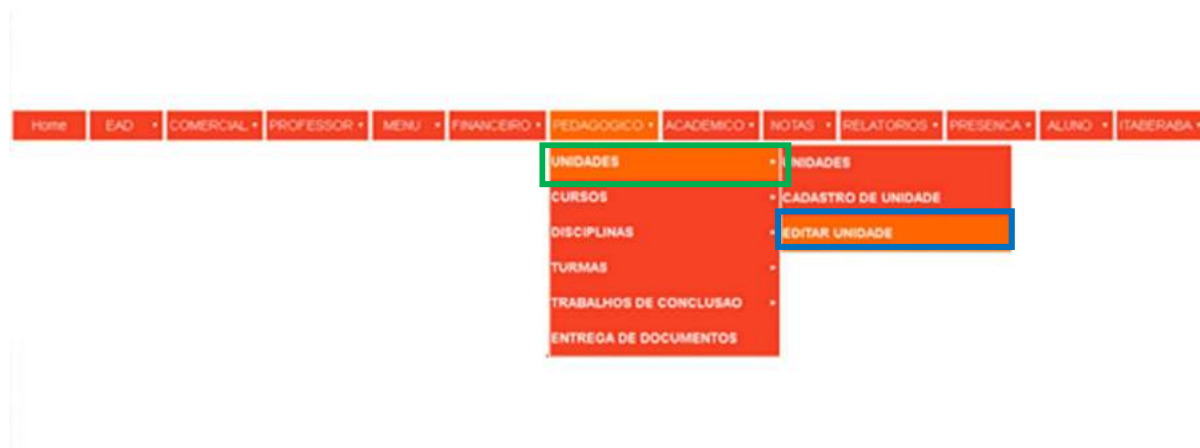 Home EAD COMERCIAL PROFESSOR MENU FINANCEIRO PEDAGOGICO ACADEMICO NOTAS RELATORIOS PRESENCA ALUNO ITABERABA
UNIDADES UNIDADES
CURSOS CADASTRO DE UNIDADE
DISCIPLINAS EDITAR UNIDADE
TURMAS
TRABALHOS DE CONCLUSAO
ENTREGA DE DOCUMENTOS